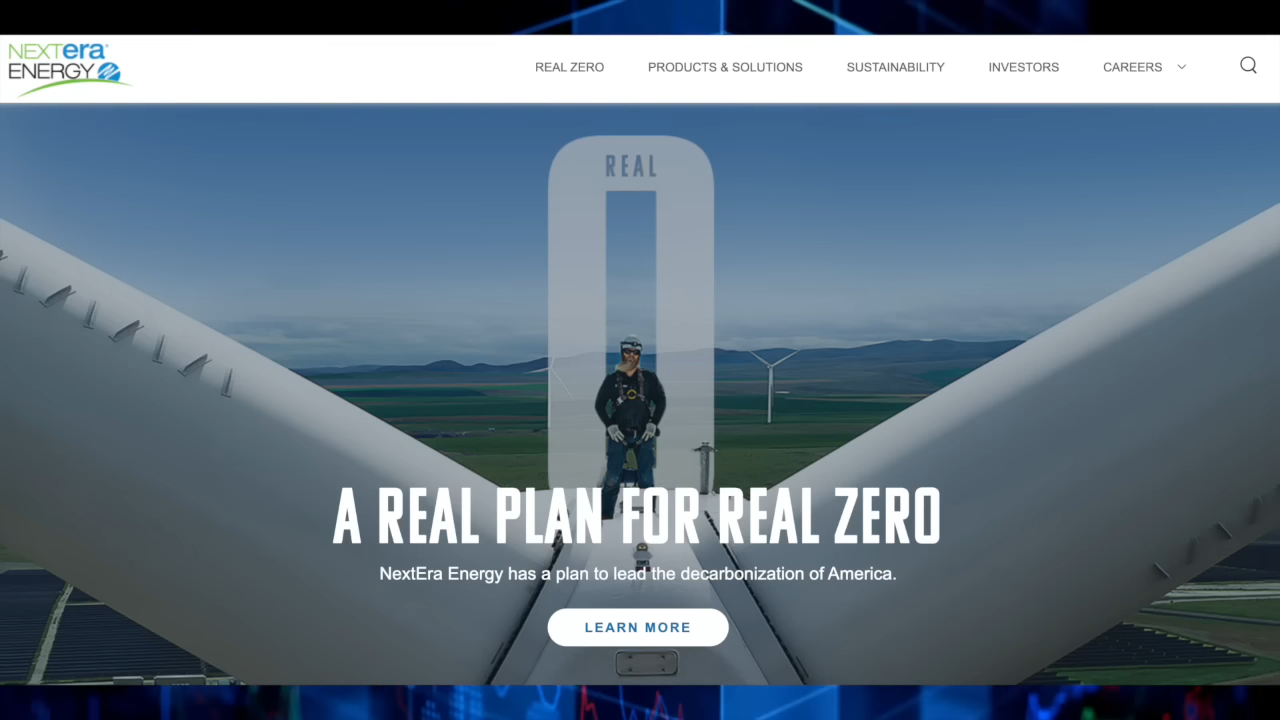 NEXTera®
ENERGY
REAL ZERO PRODUCTS & SOLUTIONS SUSTAINABILITY INVESTORS CAREERS
REAL
A REAL PLAN FOR REAL ZERO
NextEra Energy has a plan to lead the decarbonization of America.
LEARN MORE